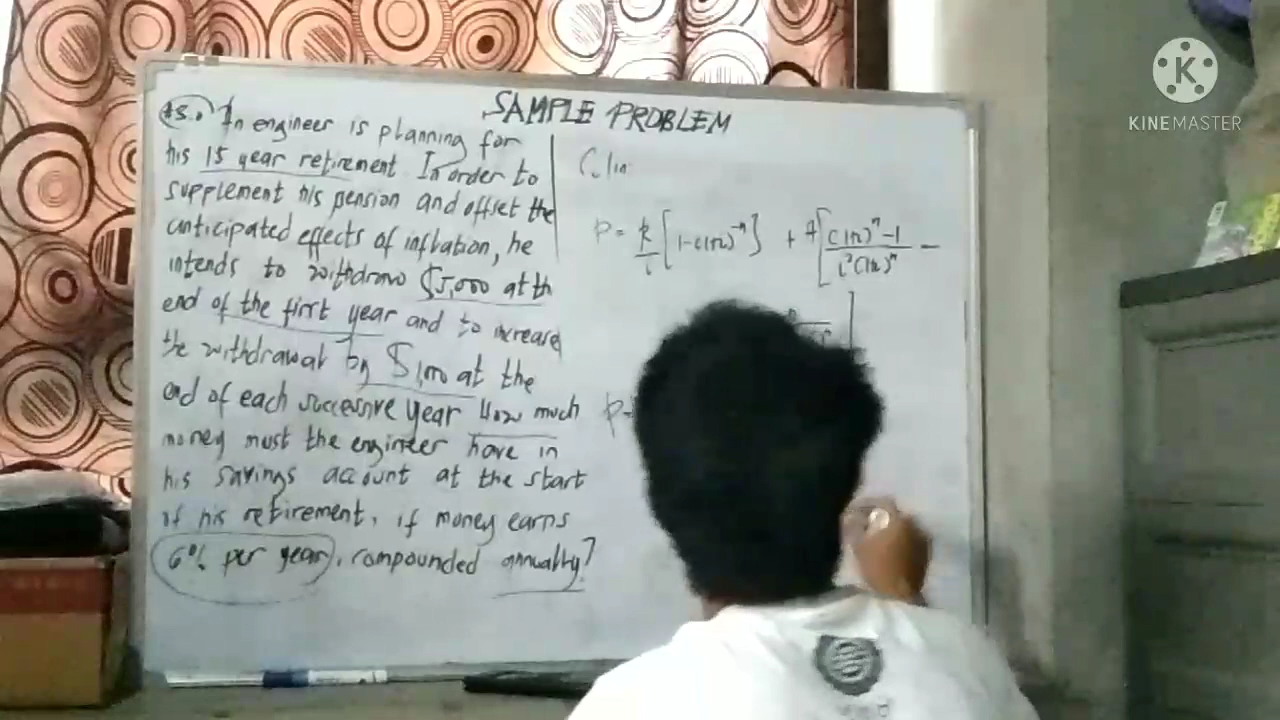 SAMPLE PROBLEM
#5. An engineer is planning for
his 15 year retirement. In order to
supplement his pension and offset the
anticipated effects of inflation, he
intends to withdraw $5,000 at th
end of the first year and to increase
the withdrawal by $1,000 at the
end of each successive year How much
money must the engineer have in
his savings account at the start
of his retirement, if money earns
6% per year, compounded annually?
P =
P =
KINEMASTER